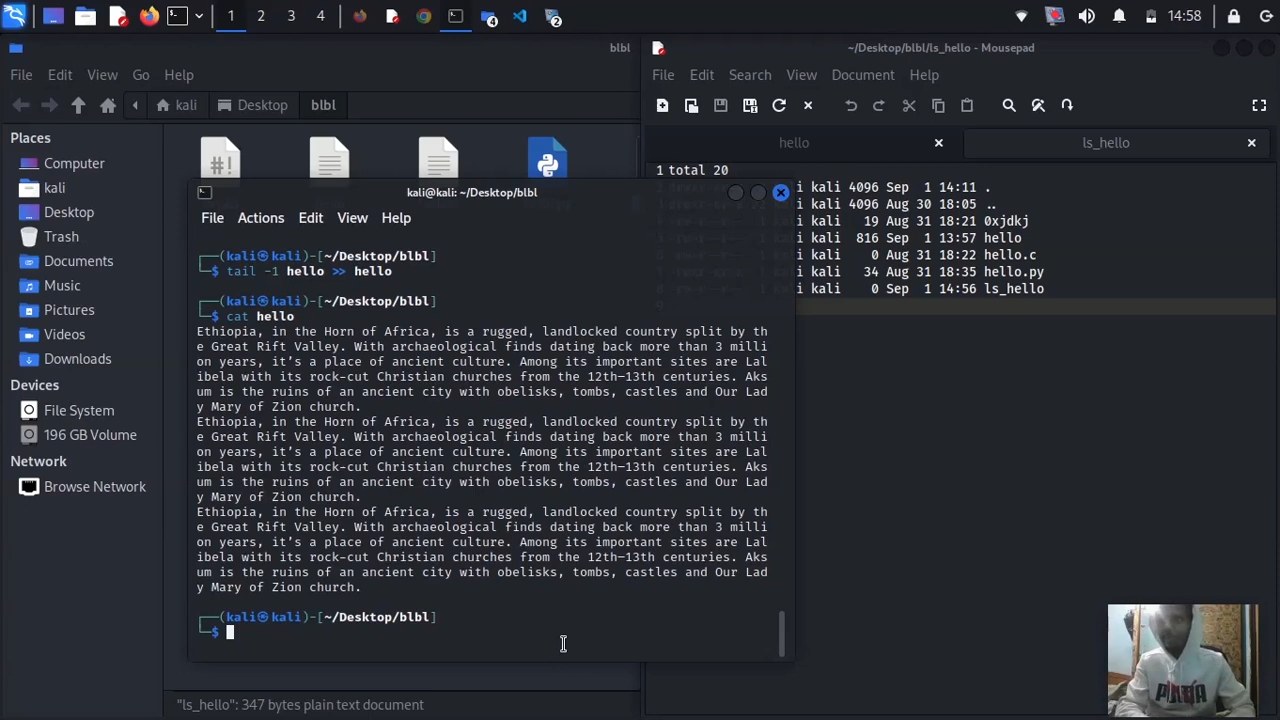 1 2 3 4
4
2
14:58
blbl
File Edit View Go Help
kali Desktop blbl
Places
Computer
kali
Desktop
Trash
Documents
Music
Pictures
Videos
Downloads
Devices
File System
196 GB Volume
Network
Browse Network
#!
"ls_hello": 347 bytes plain text document
kali@kali: ~/Desktop/blbl
File Actions Edit View Help
┌──(kali㉿kali)-[~/Desktop/blbl]
└─$ tail -1 hello >> hello
┌──(kali㉿kali)-[~/Desktop/blbl]
└─$ cat hello
Ethiopia, in the Horn of Africa, is a rugged, landlocked country split by th
e Great Rift Valley. With archaeological finds dating back more than 3 milli
on years, it's a place of ancient culture. Among its important sites are Lal
ibela with its rock-cut Christian churches from the 12th–13th centuries. Aks
um is the ruins of an ancient city with obelisks, tombs, castles and Our Lad
y Mary of Zion church.
Ethiopia, in the Horn of Africa, is a rugged, landlocked country split by th
e Great Rift Valley. With archaeological finds dating back more than 3 milli
on years, it's a place of ancient culture. Among its important sites are Lal
ibela with its rock-cut Christian churches from the 12th–13th centuries. Aks
um is the ruins of an ancient city with obelisks, tombs, castles and Our Lad
y Mary of Zion church.
Ethiopia, in the Horn of Africa, is a rugged, landlocked country split by th
e Great Rift Valley. With archaeological finds dating back more than 3 milli
on years, it's a place of ancient culture. Among its important sites are Lal
ibela with its rock-cut Christian churches from the 12th–13th centuries. Aks
um is the ruins of an ancient city with obelisks, tombs, castles and Our Lad
y Mary of Zion church.
┌──(kali㉿kali)-[~/Desktop/blbl]
└─$
~/Desktop/blbl/ls_hello - Mousepad
File Edit Search View Document Help
hello ls_hello
1 total 20
kali kali 4096 Sep 1 14:11 .
kali kali 4096 Aug 30 18:05 ..
kali kali 19 Aug 31 18:21 0xjdkj
kali kali 816 Sep 1 13:57 hello
kali kali 0 Aug 31 18:22 hello.c
kali kali 34 Aug 31 18:35 hello.py
kali kali 0 Sep 1 14:56 ls_hello